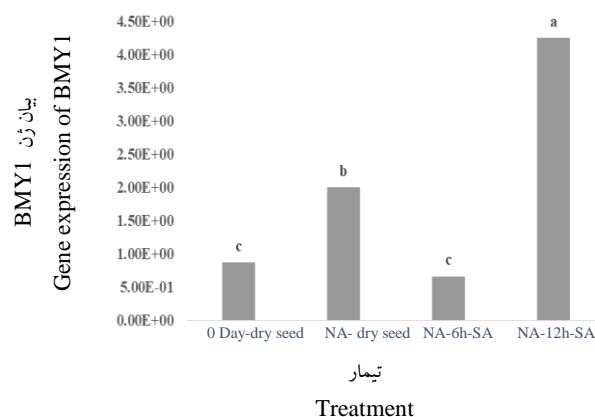 بیان ژن BMY1
Gene expression of BMY1
4.50E+00
4.00E+00
3.50E+00
3.00E+00
2.50E+00
2.00E+00
1.50E+00
1.00E+00
5.00E-01
0.00E+00
c
b
c
a
0 Day-dry seed NA- dry seed NA-6h-SA NA-12h-SA
تیمار
Treatment